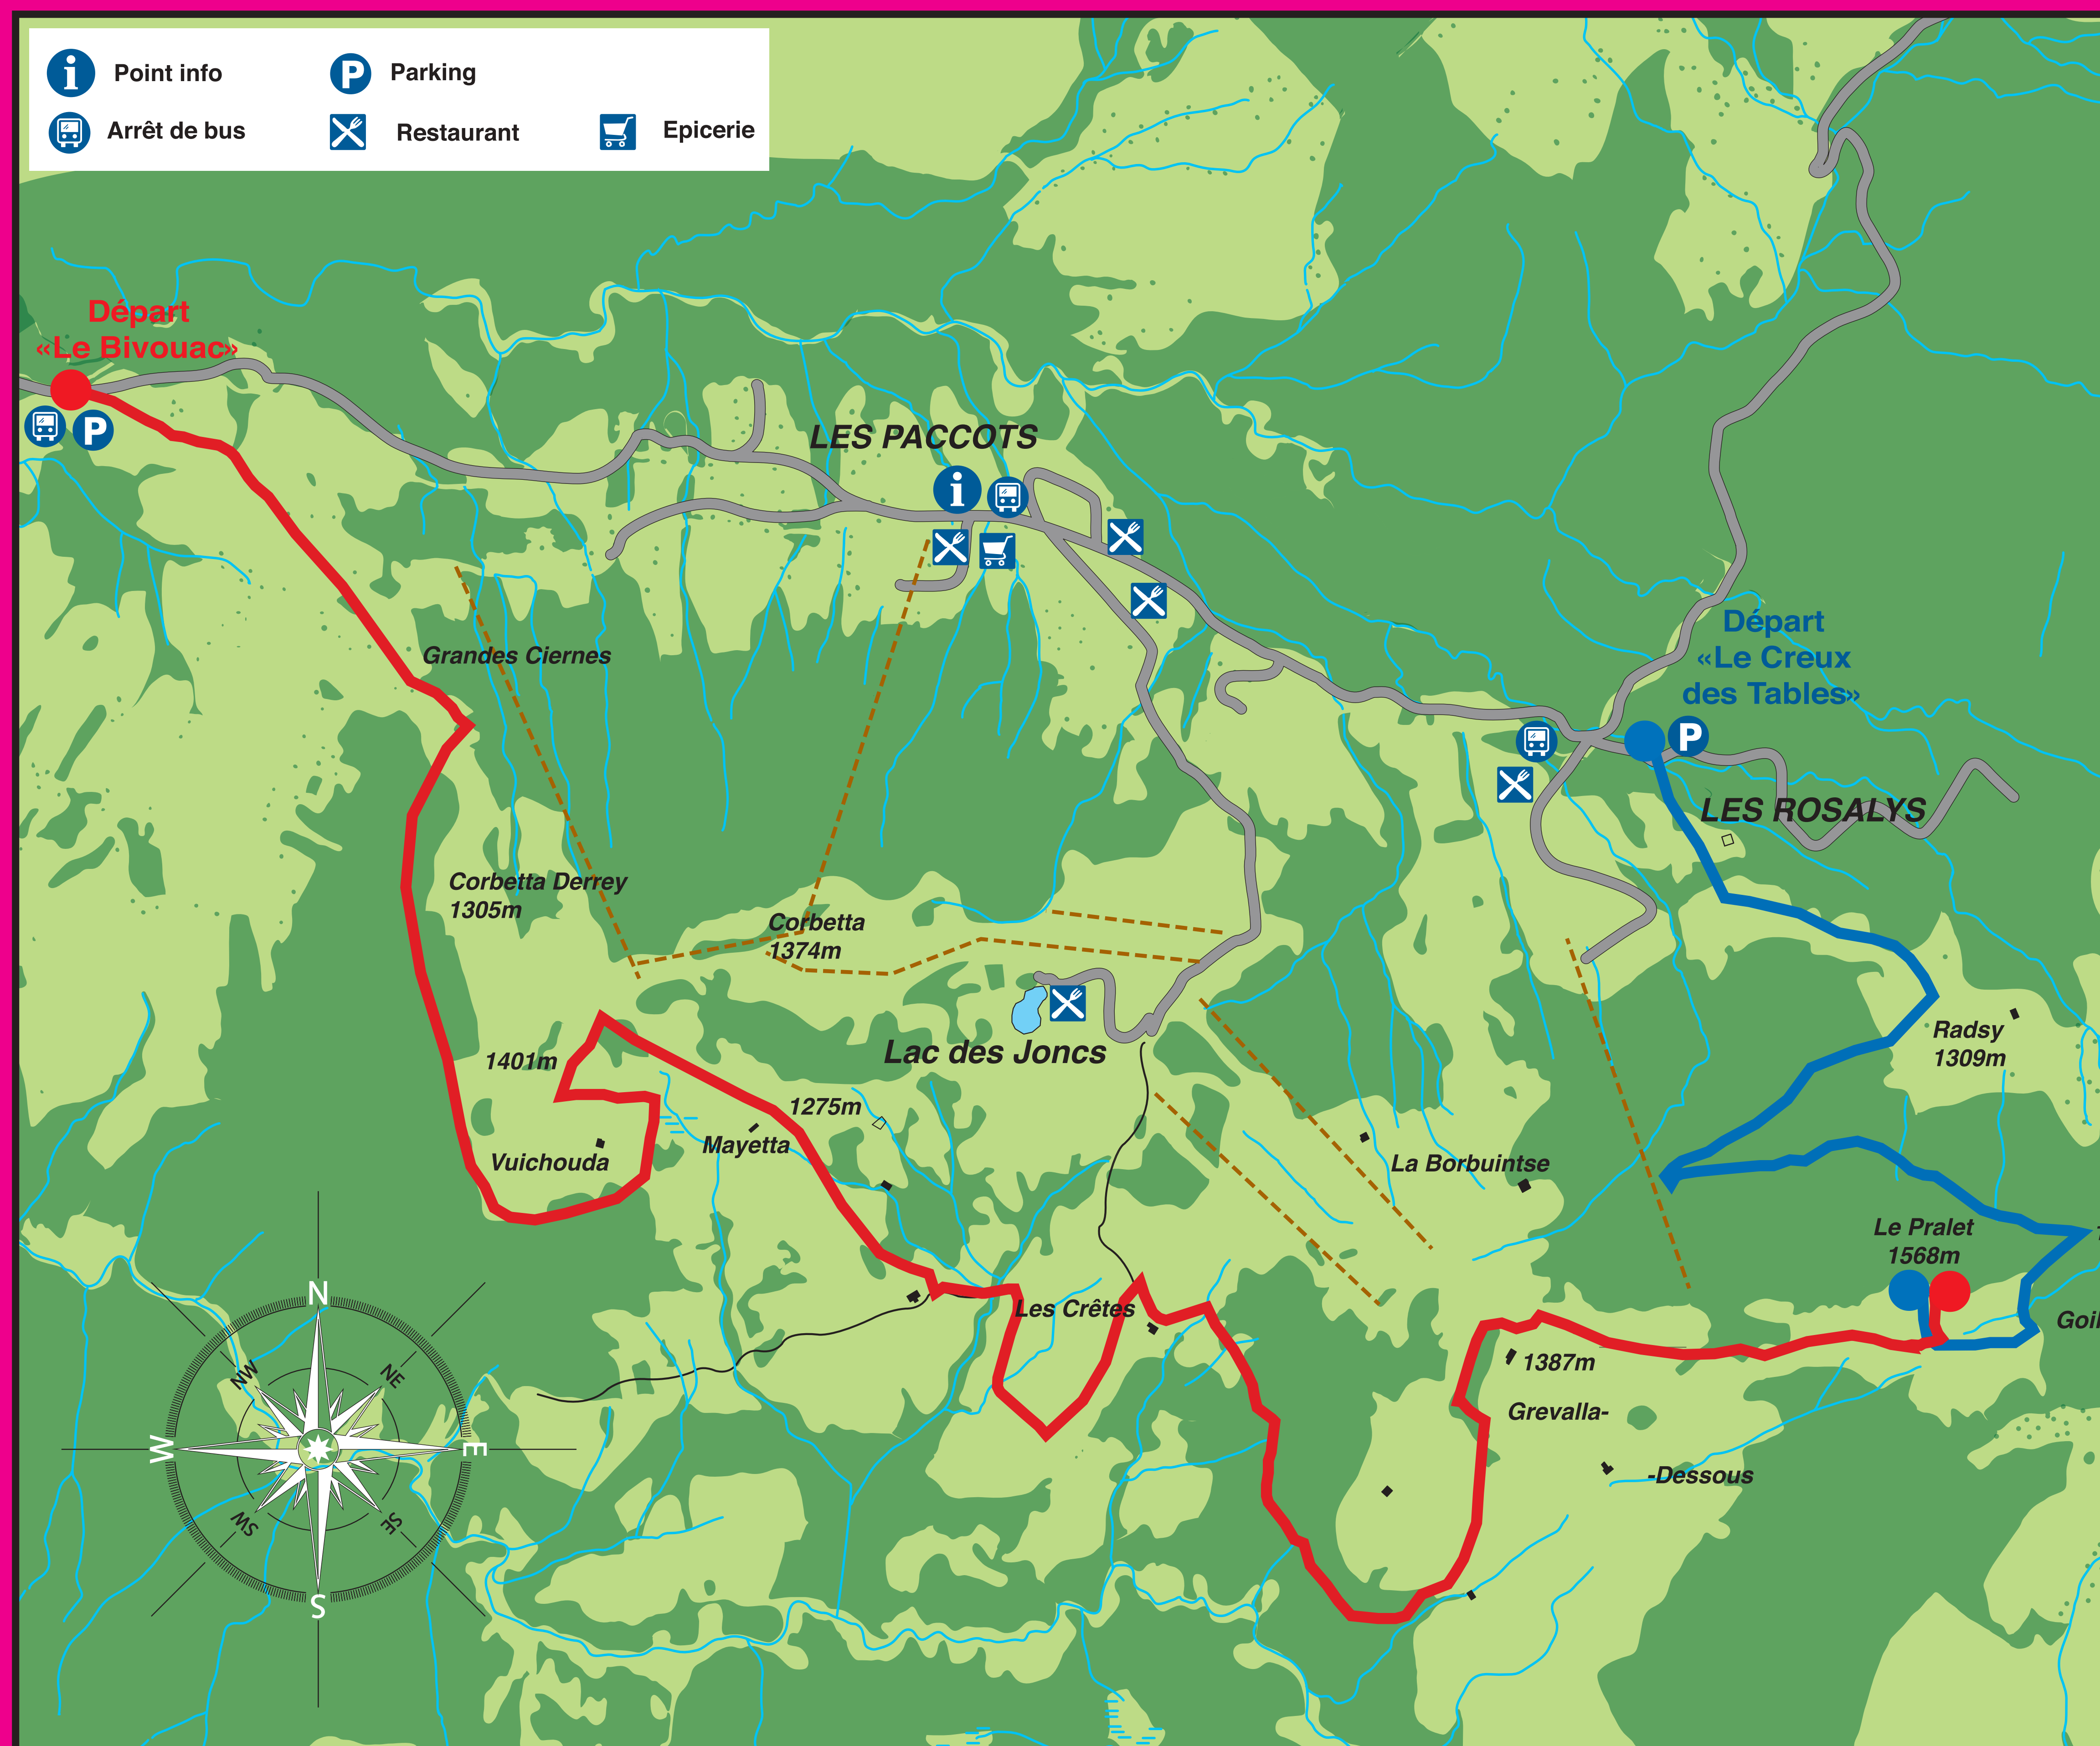 Point info
Parking
Arrêt de bus
Restaurant
Epicerie
Départ
«Le Bivouac»
LES PACCOTS
Grandes Ciernes
Départ
«Le Creux
des Tables»
LES ROSALYS
Corbetta Derrey
1305m
Corbetta
1374m
Radsy
1309m
Lac des Joncs
1401m
1275m
Mayetta
Vuichouda
La Borbuintse
Le Pralet
1568m
Les Crêtes
Goil
1387m
Grevalla-
-Dessous
N
NW
NE
W
E
SW
SE
S